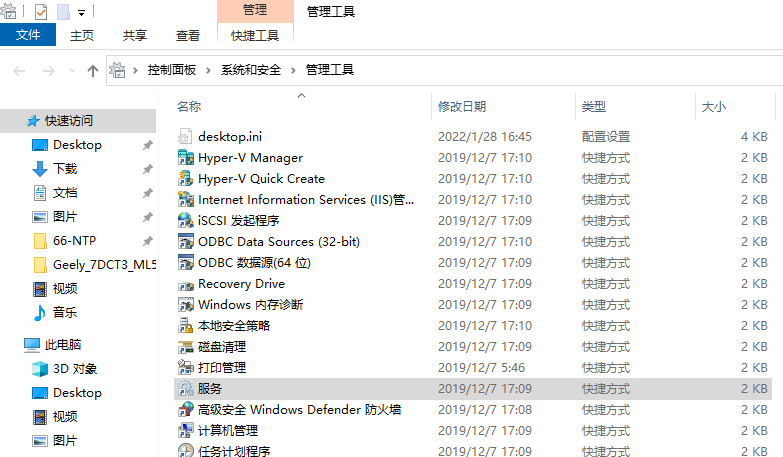 管理 管理工具
文件 主页 共享 查看 快捷工具
控制面板 系统和安全 管理工具
名称 修改日期 类型 大小
快速访问
Desktop
下载
文档
图片
66-NTP
Geely_7DCT3_ML5
视频
音乐
此电脑
3D 对象
Desktop
视频
图片
desktop.ini 2022/1/28 16:45 配置设置 4 KB
Hyper-V Manager 2019/12/7 17:10 快捷方式 2 KB
Hyper-V Quick Create 2019/12/7 17:10 快捷方式 2 KB
Internet Information Services (IIS)管... 2019/12/7 17:10 快捷方式 2 KB
iSCSI 发起程序 2019/12/7 17:09 快捷方式 2 KB
ODBC Data Sources (32-bit) 2019/12/7 17:10 快捷方式 2 KB
ODBC 数据源(64 位) 2019/12/7 17:09 快捷方式 2 KB
Recovery Drive 2019/12/7 17:09 快捷方式 2 KB
Windows 内存诊断 2019/12/7 17:09 快捷方式 2 KB
本地安全策略 2019/12/7 17:10 快捷方式 2 KB
磁盘清理 2019/12/7 17:09 快捷方式 2 KB
打印管理 2019/12/7 5:46 快捷方式 2 KB
服务 2019/12/7 17:09 快捷方式 2 KB
高级安全 Windows Defender 防火墙 2019/12/7 17:08 快捷方式 2 KB
计算机管理 2019/12/7 17:09 快捷方式 2 KB
任务计划程序 2019/12/7 17:09 快捷方式 2 KB